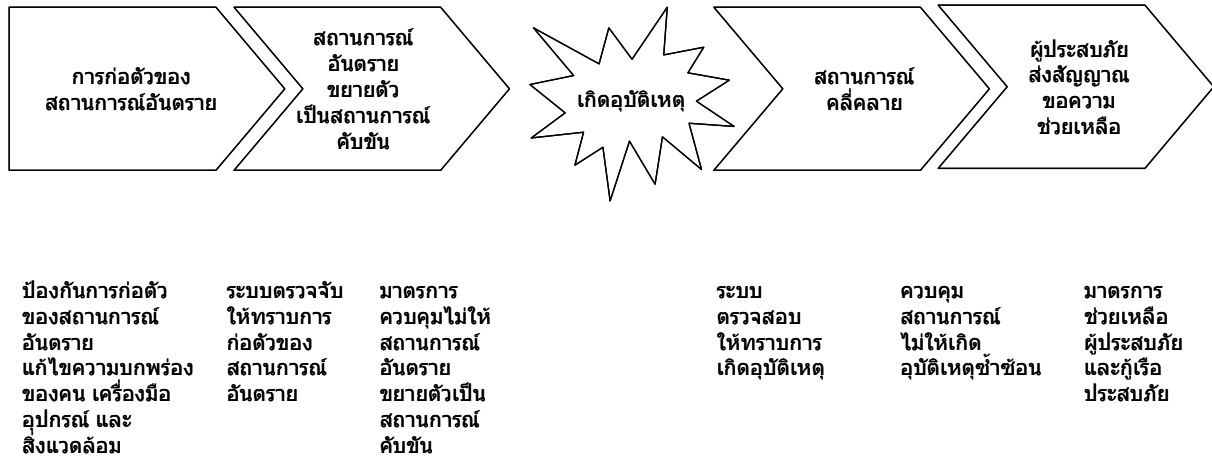 การก่อตัวของ
สถานการณ์อันตราย
สถานการณ์
อันตราย
ขยายตัว
เป็นสถานการณ์
คับขัน
เกิดอุบัติเหตุ
สถานการณ์
คลี่คลาย
ผู้ประสบภัย
ส่งสัญญาณ
ขอความ
ช่วยเหลือ
ป้องกันการก่อตัว
ของสถานการณ์
อันตราย
แก้ไขความบกพร่อง
ของคน เครื่องมือ
อุปกรณ์ และ
สิ่งแวดล้อม
ระบบตรวจจับ
ให้ทราบการ
ก่อตัวของ
สถานการณ์
อันตราย
มาตรการ
ควบคุมไม่ให้
สถานการณ์
อันตราย
ขยายตัวเป็น
สถานการณ์
คับขัน
ระบบ
ตรวจสอบ
ให้ทราบการ
เกิดอุบัติเหตุ
ควบคุม
สถานการณ์
ไม่ให้เกิด
อุบัติเหตุซ้ำซ้อน
มาตรการ
ช่วยเหลือ
ผู้ประสบภัย
และกู้เรือ
ประสบภัย